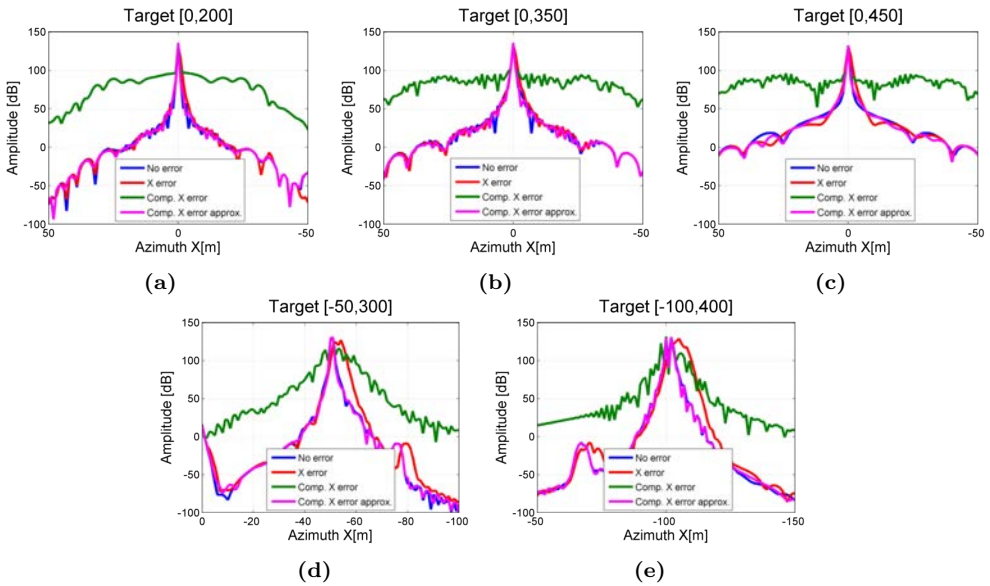 Target [0,200]
150
100
50
0
-50
-100
Amplitude [dB]
No error
X error
Comp. X error
Comp. X error approx.
50
0
-50
Azimuth X[m]
(a)
Target [0,350]
150
100
50
0
-50
-100
Amplitude [dB]
No error
X error
Comp. X error
Comp. X error approx.
50
0
-50
Azimuth X[m]
(b)
Target [0,450]
150
100
50
0
-50
-100
Amplitude [dB]
No error
X error
Comp. X error
Comp. X error approx.
50
0
-50
Azimuth X[m]
(c)
Target [-50,300]
150
100
50
0
-50
-100
Amplitude [dB]
No error
X error
Comp. X error
Comp. X error approx.
0
-20
-40
-60
-80
-100
Azimuth X[m]
(d)
Target [-100,400]
150
100
50
0
-50
-100
Amplitude [dB]
No error
X error
Comp. X error
Comp. X error approx.
-50
-100
-150
Azimuth X[m]
(e)